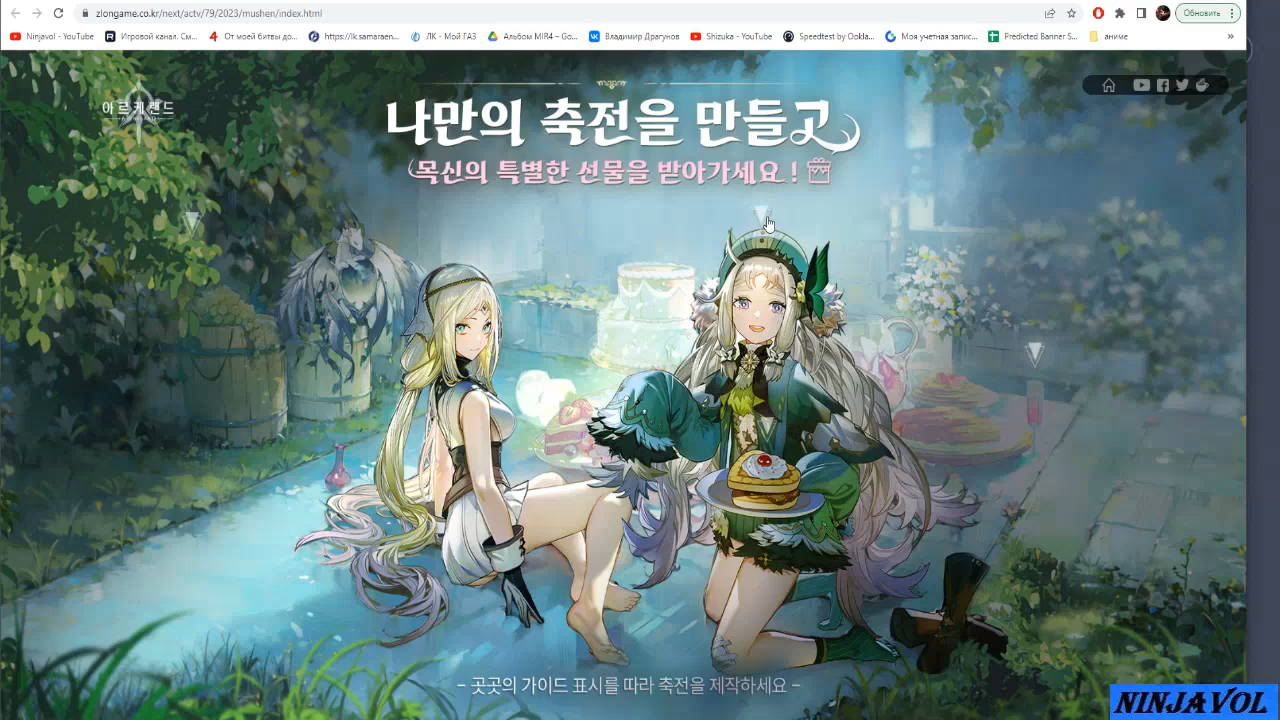 zlongame.co.kr/next/actv/79/2023/mushen/index.html
Обновить
Ninjavol - YouTube
Игровой канал. См...
От моей битвы до...
https://lk.samaraen...
ЛК - Мой ГАЗ
Альбом MIR4 – Go...
Владимир Драгунов
Shizuka - YouTube
Speedtest by Ookla...
Моя учетная запис...
Predicted Banner S...
аниме
»
아르케랜드
나만의 축전을 만들고
목신의 특별한 선물을 받아가세요!
– 곳곳의 가이드 표시를 따라 축전을 제작하세요 –
NINJAVOL